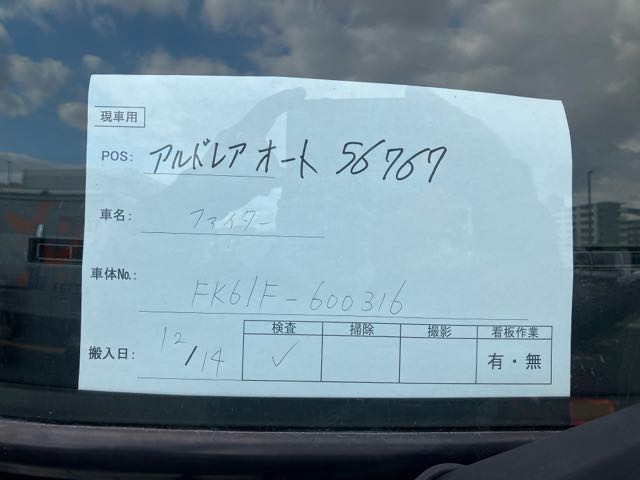 現車用
POS: アルドレアオート 56767
車名: ファイター
車体No.: FK61F-600316
搬入日: 12/14
検査 掃除 撮影 看板作業
✓ 有・無